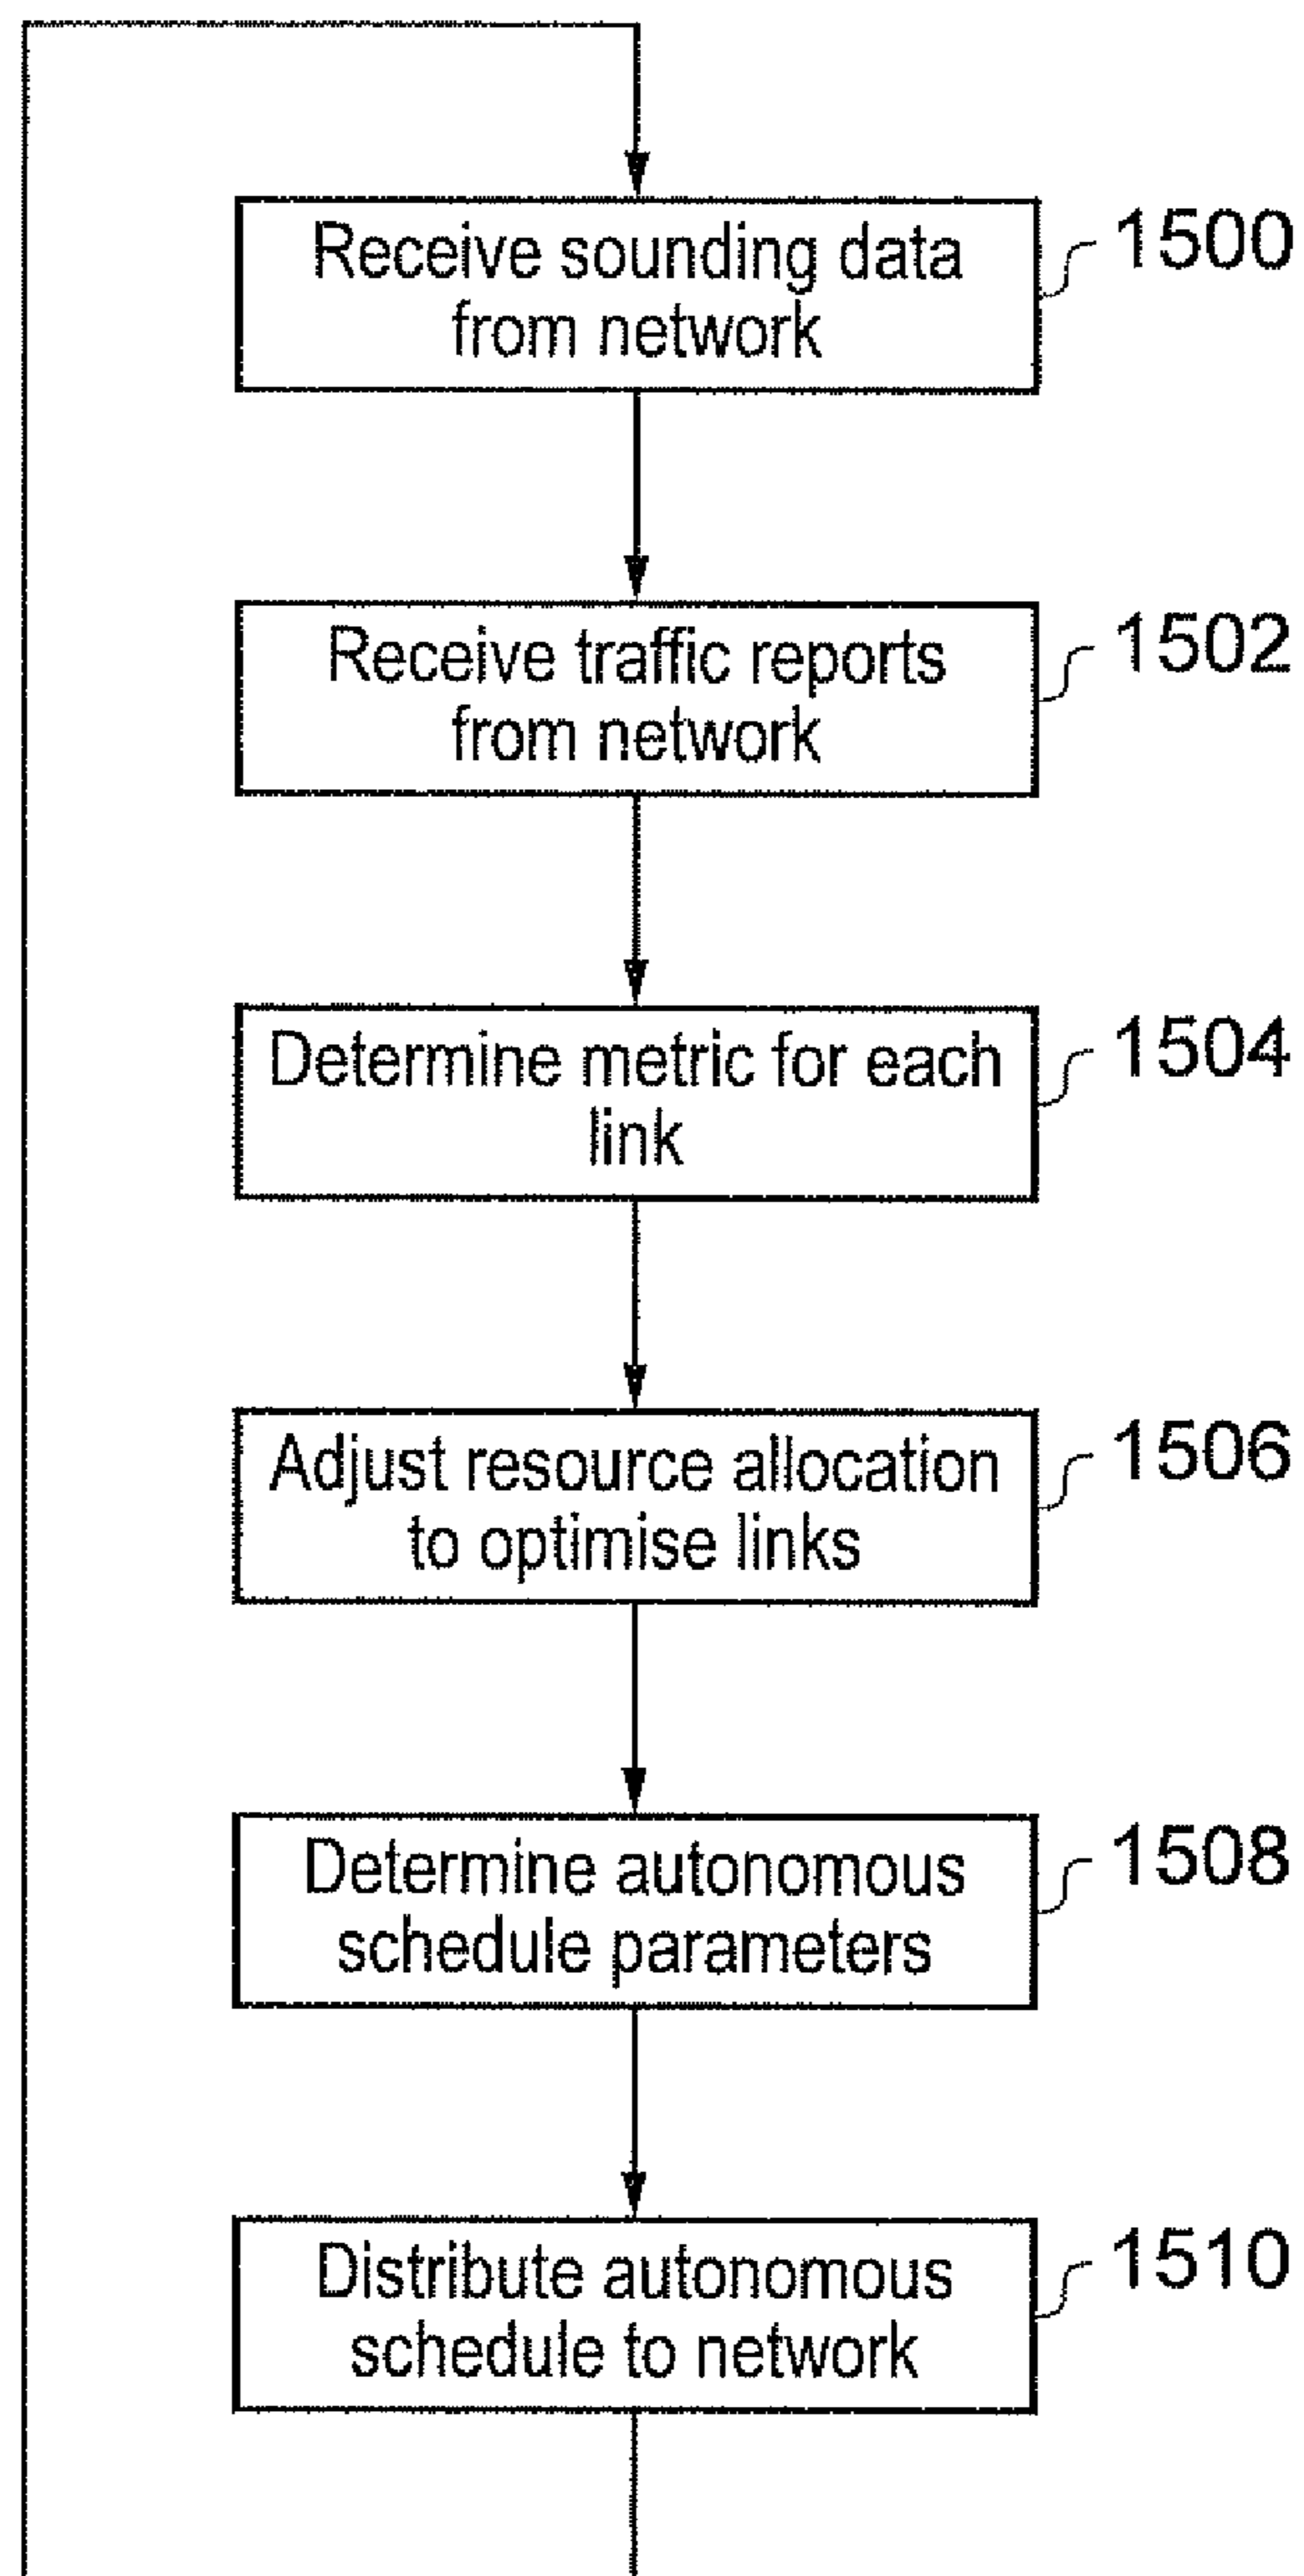 Receive sounding data
from network
1500
Receive traffic reports
from network
1502
Determine metric for each
link
1504
Adjust resource allocation
to optimise links
1506
Determine autonomous
schedule parameters
1508
Distribute autonomous
schedule to network
1510